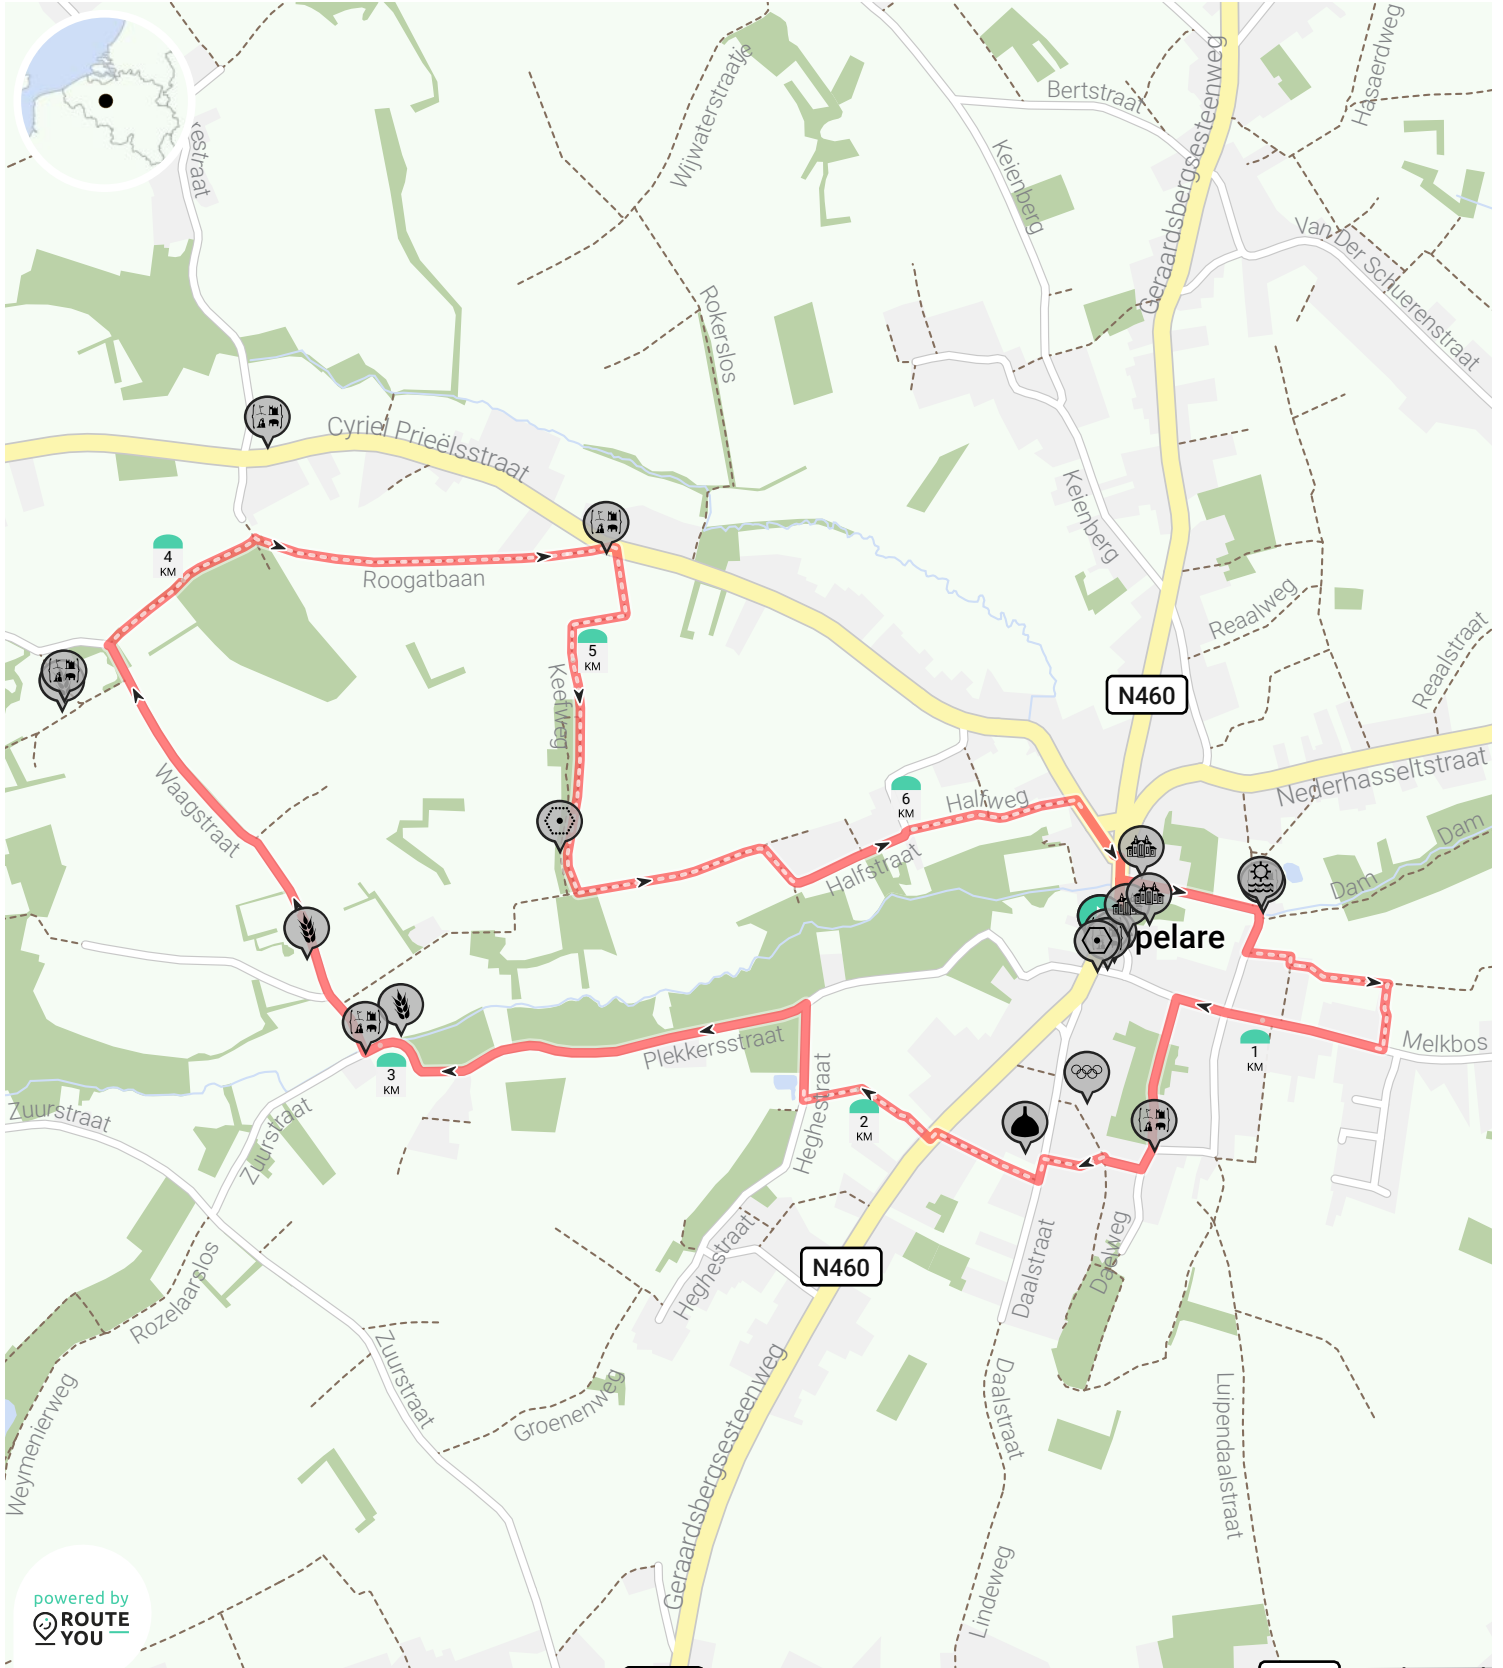 Hasaerdweg
Wijwaterstraatje
Bertstraat
Geraardsbergsesteenweg
estraat
Keienberg
Van Der Schuerenstraat
Rokerslos
Cyriel Prieëlsstraat
Keienberg
4
KM
Roogatbaan
Reaalweg
Reaalstraat
5
KM
Keefweg
N460
Waagstraat
Nederhasseltstraat
6
KM
Halfweg
Halfstraat
Dam
Dam
pelare
Plekkersstraat
1
KM
Melkbos
3
KM
Heghestraat
2
KM
Zuurstraat
Zuurstraat
Daelweg
Daalstraat
Heghestraat
N460
Rozelaarslos
Zuurstraat
Groenenweg
Geraardsbergsesteenweg
Daalstraat
Luipendaalstraat
Weymenierweg
Lindeweg
powered by
ROUTE
YOU